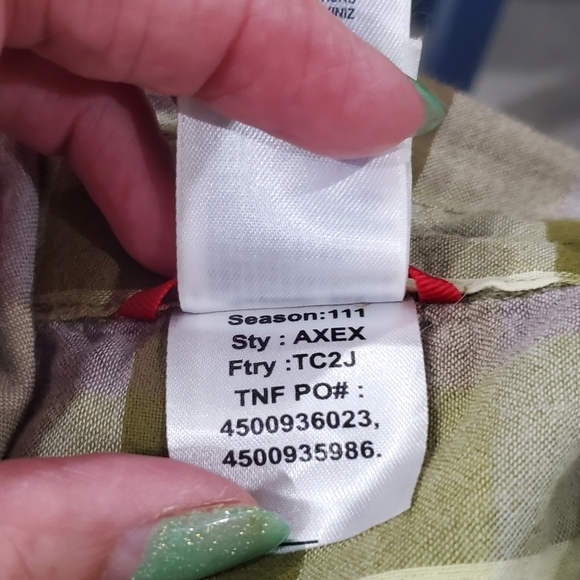 Season:111
Sty : AXEX
Ftry :TC2J
TNF PO# :
4500936023,
4500935986.